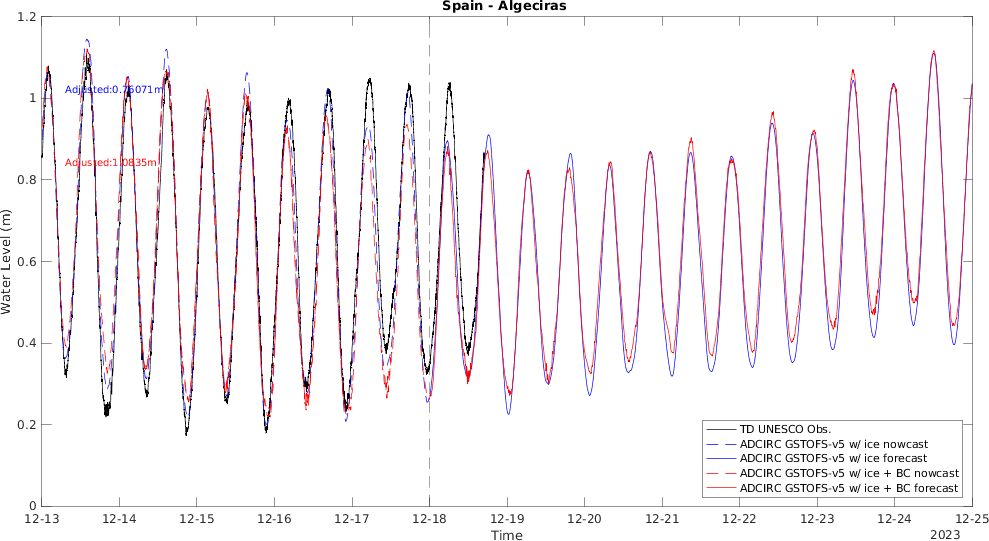 Spain - Algeciras
1.2
1
0.8
0.6
0.4
0.2
0
Water Level (m)
Adjusted:0.76071m
Adjusted:1.0835m
TD UNESCO Obs.
ADCIRC GSTOFS-v5 w/ ice nowcast
ADCIRC GSTOFS-v5 w/ ice forecast
ADCIRC GSTOFS-v5 w/ ice + BC nowcast
ADCIRC GSTOFS-v5 w/ ice + BC forecast
12-13 12-14 12-15 12-16 12-17 12-18 12-19 12-20 12-21 12-22 12-23 12-24 12-25
Time
2023